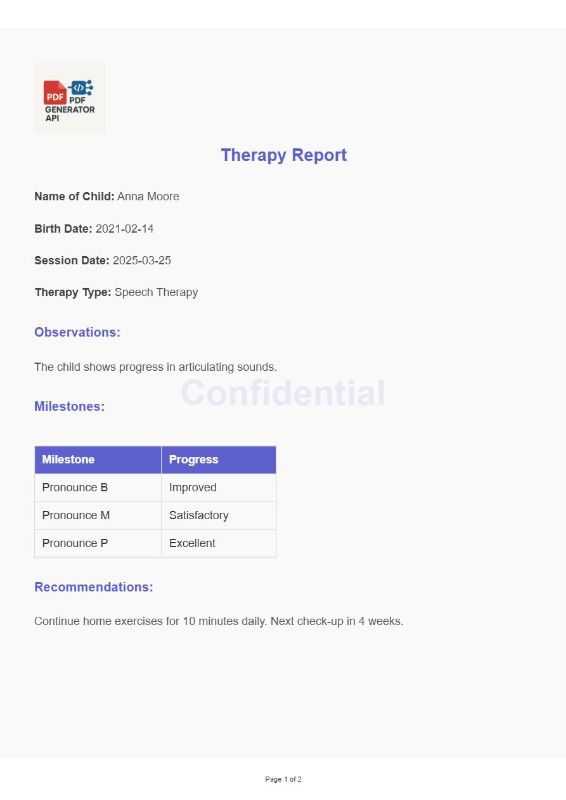 PDF
</>
PDF
GENERATOR
API
Therapy Report
Name of Child: Anna Moore
Birth Date: 2021-02-14
Session Date: 2025-03-25
Therapy Type: Speech Therapy
Observations:
The child shows progress in articulating sounds.
Confidential
Milestones:
Milestone Progress
Pronounce B Improved
Pronounce M Satisfactory
Pronounce P Excellent
Recommendations:
Continue home exercises for 10 minutes daily. Next check-up in 4 weeks.
Page 1 of 2